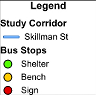 Legend
Study Corridor
Skillman St
Bus Stops
Shelter
Bench
Sign